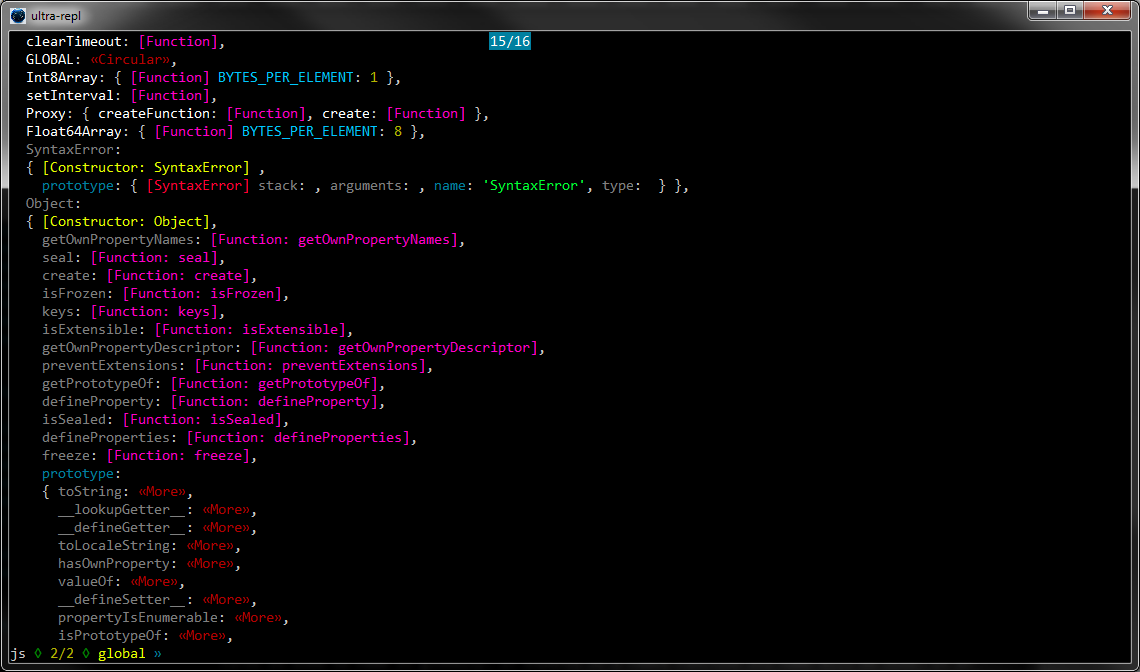 ultra-repl
clearTimeout: [Function], 15/16
GLOBAL: «Circular»,
Int8Array: { [Function] BYTES_PER_ELEMENT: 1 },
setInterval: [Function],
Proxy: { createFunction: [Function], create: [Function] },
Float64Array: { [Function] BYTES_PER_ELEMENT: 8 },
SyntaxError:
{ [Constructor: SyntaxError] ,
prototype: { [SyntaxError] stack: , arguments: , name: 'SyntaxError', type:  } },
Object:
{ [Constructor: Object],
getOwnPropertyNames: [Function: getOwnPropertyNames],
seal: [Function: seal],
create: [Function: create],
isFrozen: [Function: isFrozen],
keys: [Function: keys],
isExtensible: [Function: isExtensible],
getOwnPropertyDescriptor: [Function: getOwnPropertyDescriptor],
preventExtensions: [Function: preventExtensions],
getPrototypeOf: [Function: getPrototypeOf],
defineProperty: [Function: defineProperty],
isSealed: [Function: isSealed],
defineProperties: [Function: defineProperties],
freeze: [Function: freeze],
prototype:
{ toString: «More»,
__lookupGetter__: «More»,
__defineGetter__: «More»,
toLocaleString: «More»,
hasOwnProperty: «More»,
valueOf: «More»,
__defineSetter__: «More»,
propertyIsEnumerable: «More»,
isPrototypeOf: «More»,
js ◊ 2/2 ◊ global »